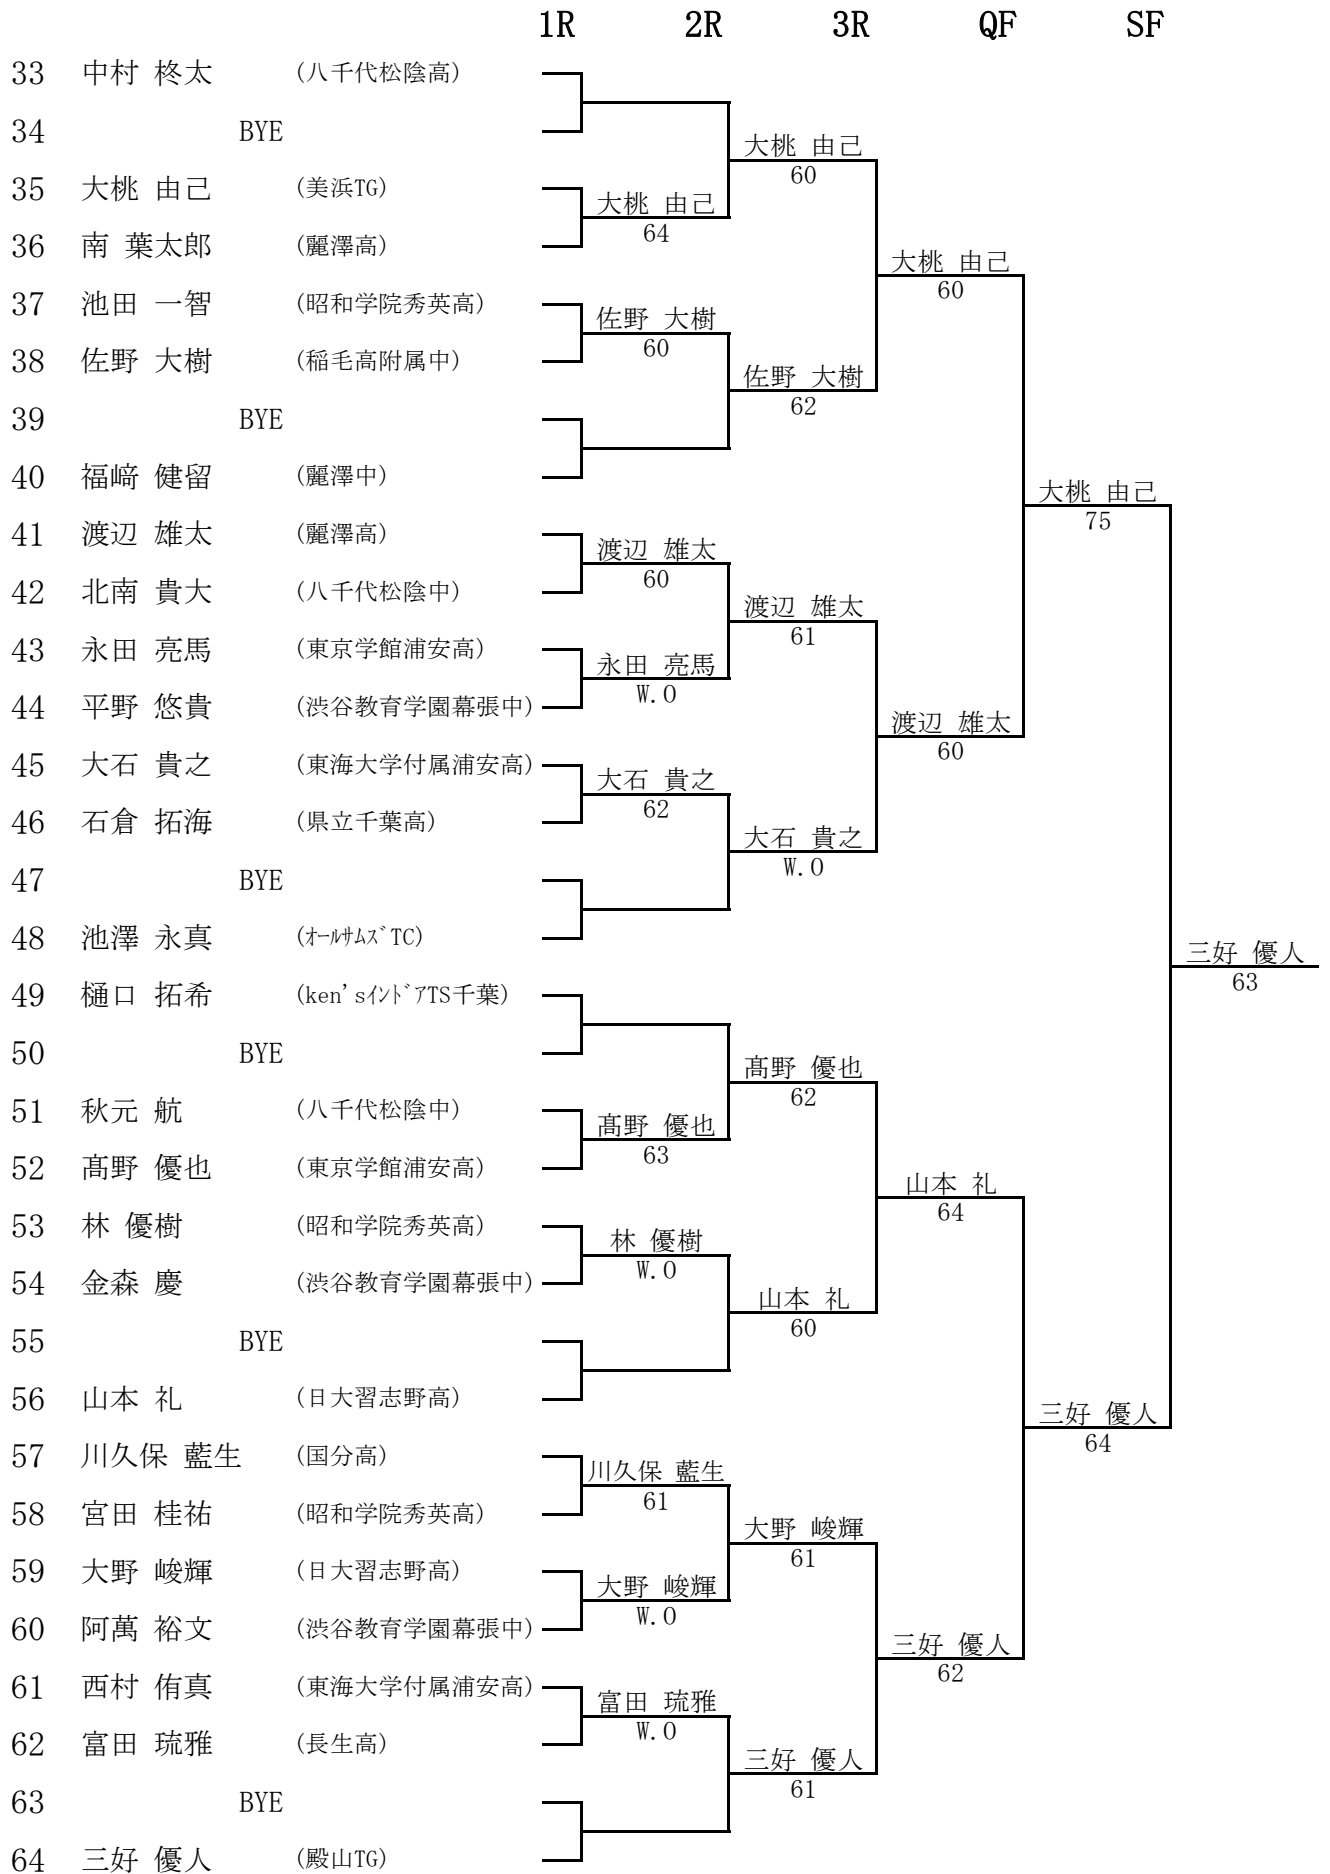 1R 2R 3R QF SF
33 中村 柊太 (八千代松陰高)
34 BYE
大桃 由己
60
35 大桃 由己 (美浜TG)
大桃 由己
64
36 南 葉太郎 (麗澤高)
大桃 由己
60
37 池田 一智 (昭和学院秀英高)
佐野 大樹
60
38 佐野 大樹 (稲毛高附属中)
佐野 大樹
62
39 BYE
40 福﨑 健留 (麗澤中)
大桃 由己
75
41 渡辺 雄太 (麗澤高)
渡辺 雄太
60
42 北南 貴大 (八千代松陰中)
渡辺 雄太
61
43 永田 亮馬 (東京学館浦安高)
永田 亮馬
W.O
44 平野 悠貴 (渋谷教育学園幕張中)
渡辺 雄太
60
45 大石 貴之 (東海大学付属浦安高)
大石 貴之
62
46 石倉 拓海 (県立千葉高)
大石 貴之
W.O
47 BYE
48 池澤 永真 (オールサムズTC)
三好 優人
63
49 樋口 拓希 (ken'sインドアTS千葉)
50 BYE
髙野 優也
62
51 秋元 航 (八千代松陰中)
髙野 優也
63
52 髙野 優也 (東京学館浦安高)
山本 礼
64
53 林 優樹 (昭和学院秀英高)
林 優樹
W.O
54 金森 慶 (渋谷教育学園幕張中)
山本 礼
60
55 BYE
56 山本 礼 (日大習志野高)
三好 優人
64
57 川久保 藍生 (国分高)
川久保 藍生
61
58 宮田 桂祐 (昭和学院秀英高)
大野 峻輝
61
59 大野 峻輝 (日大習志野高)
大野 峻輝
W.O
60 阿萬 裕文 (渋谷教育学園幕張中)
三好 優人
62
61 西村 侑真 (東海大学付属浦安高)
富田 琉雅
W.O
62 富田 琉雅 (長生高)
三好 優人
61
63 BYE
64 三好 優人 (殿山TG)